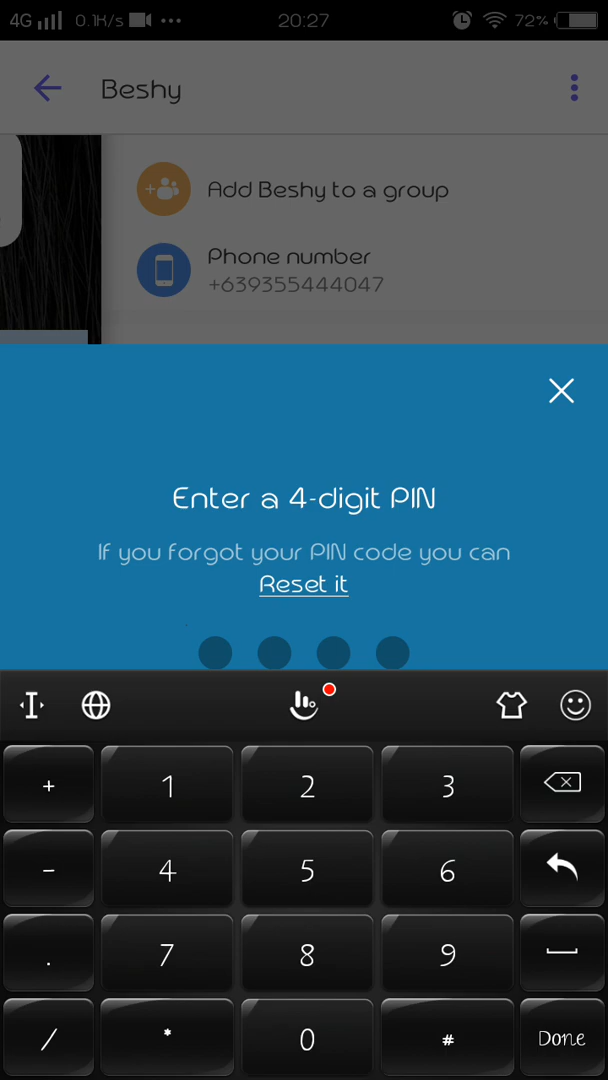 4G 0.1K/s 20:27 72%
Beshy
Add Beshy to a group
Phone number
+639355444047
Enter a 4-digit PIN
If you forgot your PIN code you can
Reset it
+ 1 2 3
- 4 5 6
. 7 8 9
/ * 0 # Done